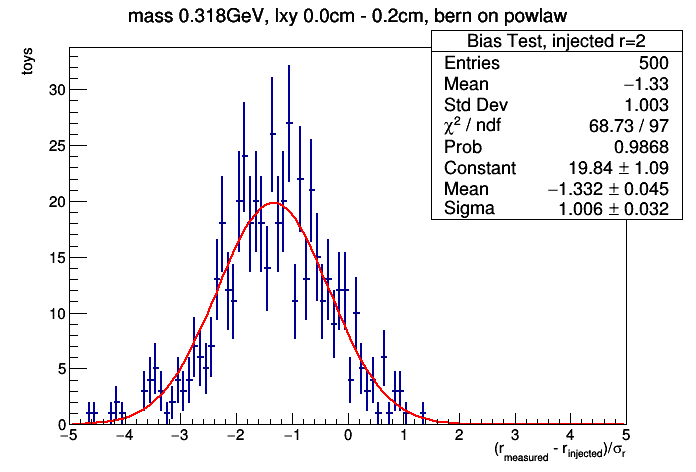 mass 0.318GeV, lxy 0.0cm - 0.2cm, bern on powlaw
Bias Test, injected r=2
Entries 500
Mean −1.33
Std Dev 1.003
χ² / ndf 68.73 / 97
Prob 0.9868
Constant 19.84 ± 1.09
Mean −1.332 ± 0.045
Sigma 1.006 ± 0.032
toys
30
25
20
15
10
5
0
−5 −4 −3 −2 −1 0 1 2 3 4 5
(r_measured - r_injected)/σ_r